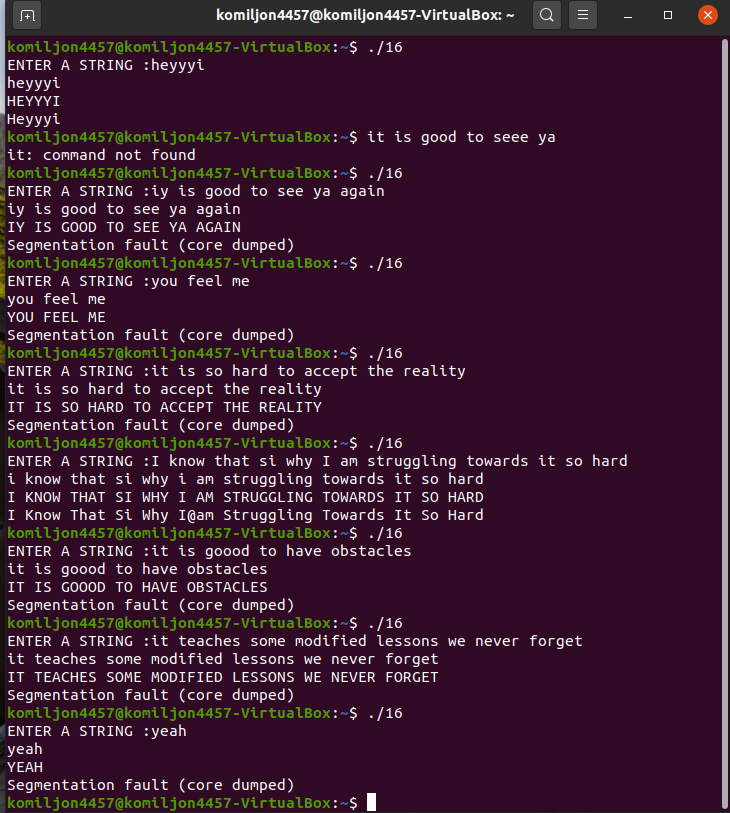 komiljon4457@komiljon4457-VirtualBox: ~
komiljon4457@komiljon4457-VirtualBox:~$ ./16
ENTER A STRING :heyyyi
heyyyi
HEYYYI
Heyyyi
komiljon4457@komiljon4457-VirtualBox:~$ it is good to seee ya
it: command not found
komiljon4457@komiljon4457-VirtualBox:~$ ./16
ENTER A STRING :iy is good to see ya again
iy is good to see ya again
IY IS GOOD TO SEE YA AGAIN
Segmentation fault (core dumped)
komiljon4457@komiljon4457-VirtualBox:~$ ./16
ENTER A STRING :you feel me
you feel me
YOU FEEL ME
Segmentation fault (core dumped)
komiljon4457@komiljon4457-VirtualBox:~$ ./16
ENTER A STRING :it is so hard to accept the reality
it is so hard to accept the reality
IT IS SO HARD TO ACCEPT THE REALITY
Segmentation fault (core dumped)
komiljon4457@komiljon4457-VirtualBox:~$ ./16
ENTER A STRING :I know that si why I am struggling towards it so hard
i know that si why i am struggling towards it so hard
I KNOW THAT SI WHY I AM STRUGGLING TOWARDS IT SO HARD
I Know That Si Why I@am Struggling Towards It So Hard
komiljon4457@komiljon4457-VirtualBox:~$ ./16
ENTER A STRING :it is goood to have obstacles
it is goood to have obstacles
IT IS GOOOD TO HAVE OBSTACLES
Segmentation fault (core dumped)
komiljon4457@komiljon4457-VirtualBox:~$ ./16
ENTER A STRING :it teaches some modified lessons we never forget
it teaches some modified lessons we never forget
IT TEACHES SOME MODIFIED LESSONS WE NEVER FORGET
Segmentation fault (core dumped)
komiljon4457@komiljon4457-VirtualBox:~$ ./16
ENTER A STRING :yeah
yeah
YEAH
Segmentation fault (core dumped)
komiljon4457@komiljon4457-VirtualBox:~$